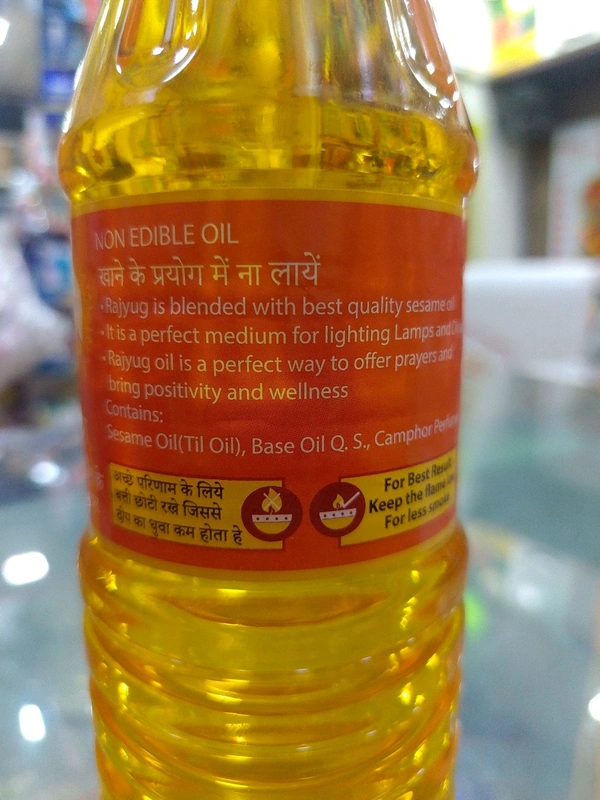 NON EDIBLE OIL
खाने के प्रयोग में ना लायें
• Rajyug is blended with best quality sesame oil
• It is a perfect medium for lighting Lamps and
• Rajyug oil is a perfect way to offer prayers and
bring positivity and wellness
Contains:
Sesame Oil(Til Oil), Base Oil Q. S., Camphor Perfume
अच्छे परिणाम के लिये
बत्ती छोटी रखे जिससे
दीप का धुवा कम होता हे
For Best Result
Keep the flame
For less smoke